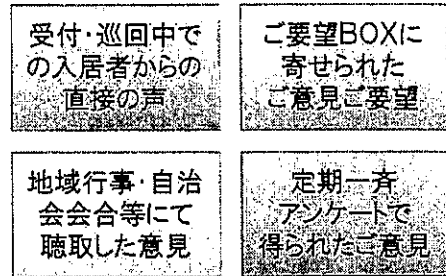 受付・巡回中で
の入居者からの
直接の声
ご要望BOXに
寄せられた
ご意見ご要望
地域行事・自治
会会合等にて
聴取した意見
定期一斉
アンケートで
得られたご意見